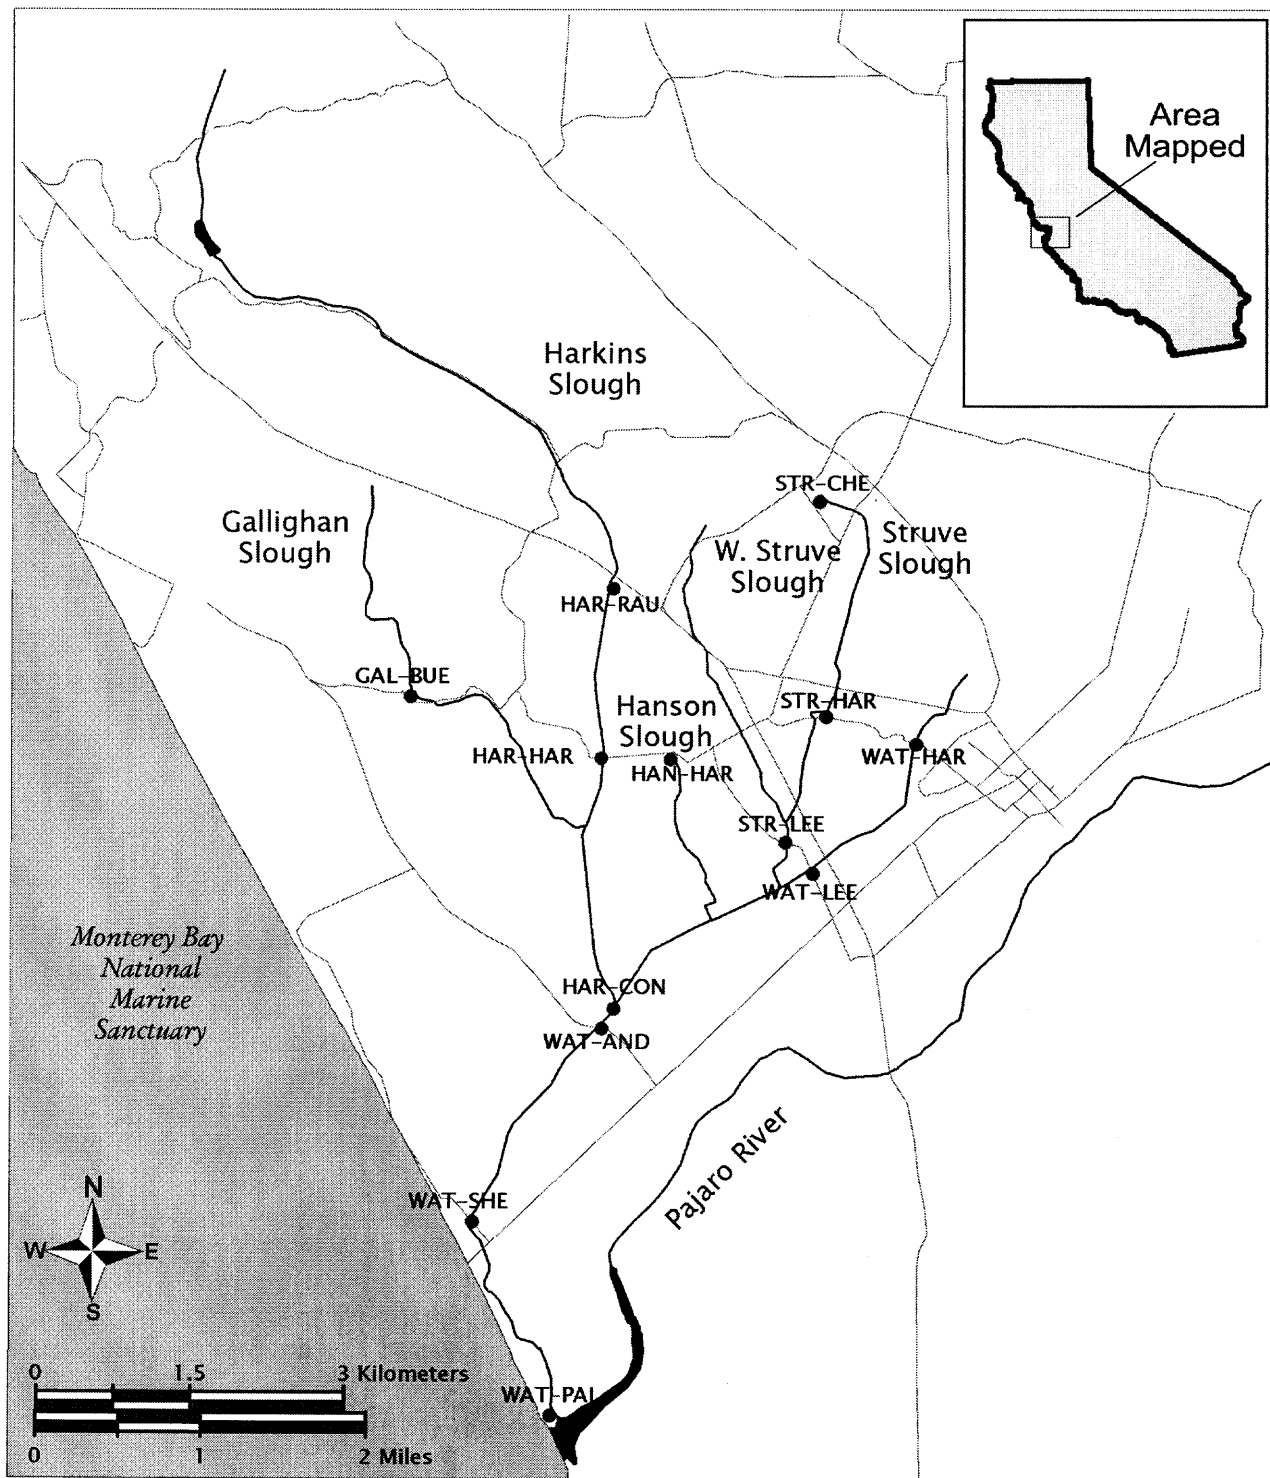 Area
Mapped
Harkins
Slough
STR-CHE
Gallighan
Slough
W. Struve
Slough
Struve
Slough
HAR-RAU
GAL-BUE
Hanson
Slough
STR-HAR
HAR-HAR
HAN-HAR
WAT-HAR
STR-LEE
WAT-LEE
Monterey Bay
National
Marine
Sanctuary
HAR-CON
WAT-AND
Pajaro River
WAT-SHE
N
W E
S
0 1.5 3 Kilometers
WAT-PAJ
0 1 2 Miles